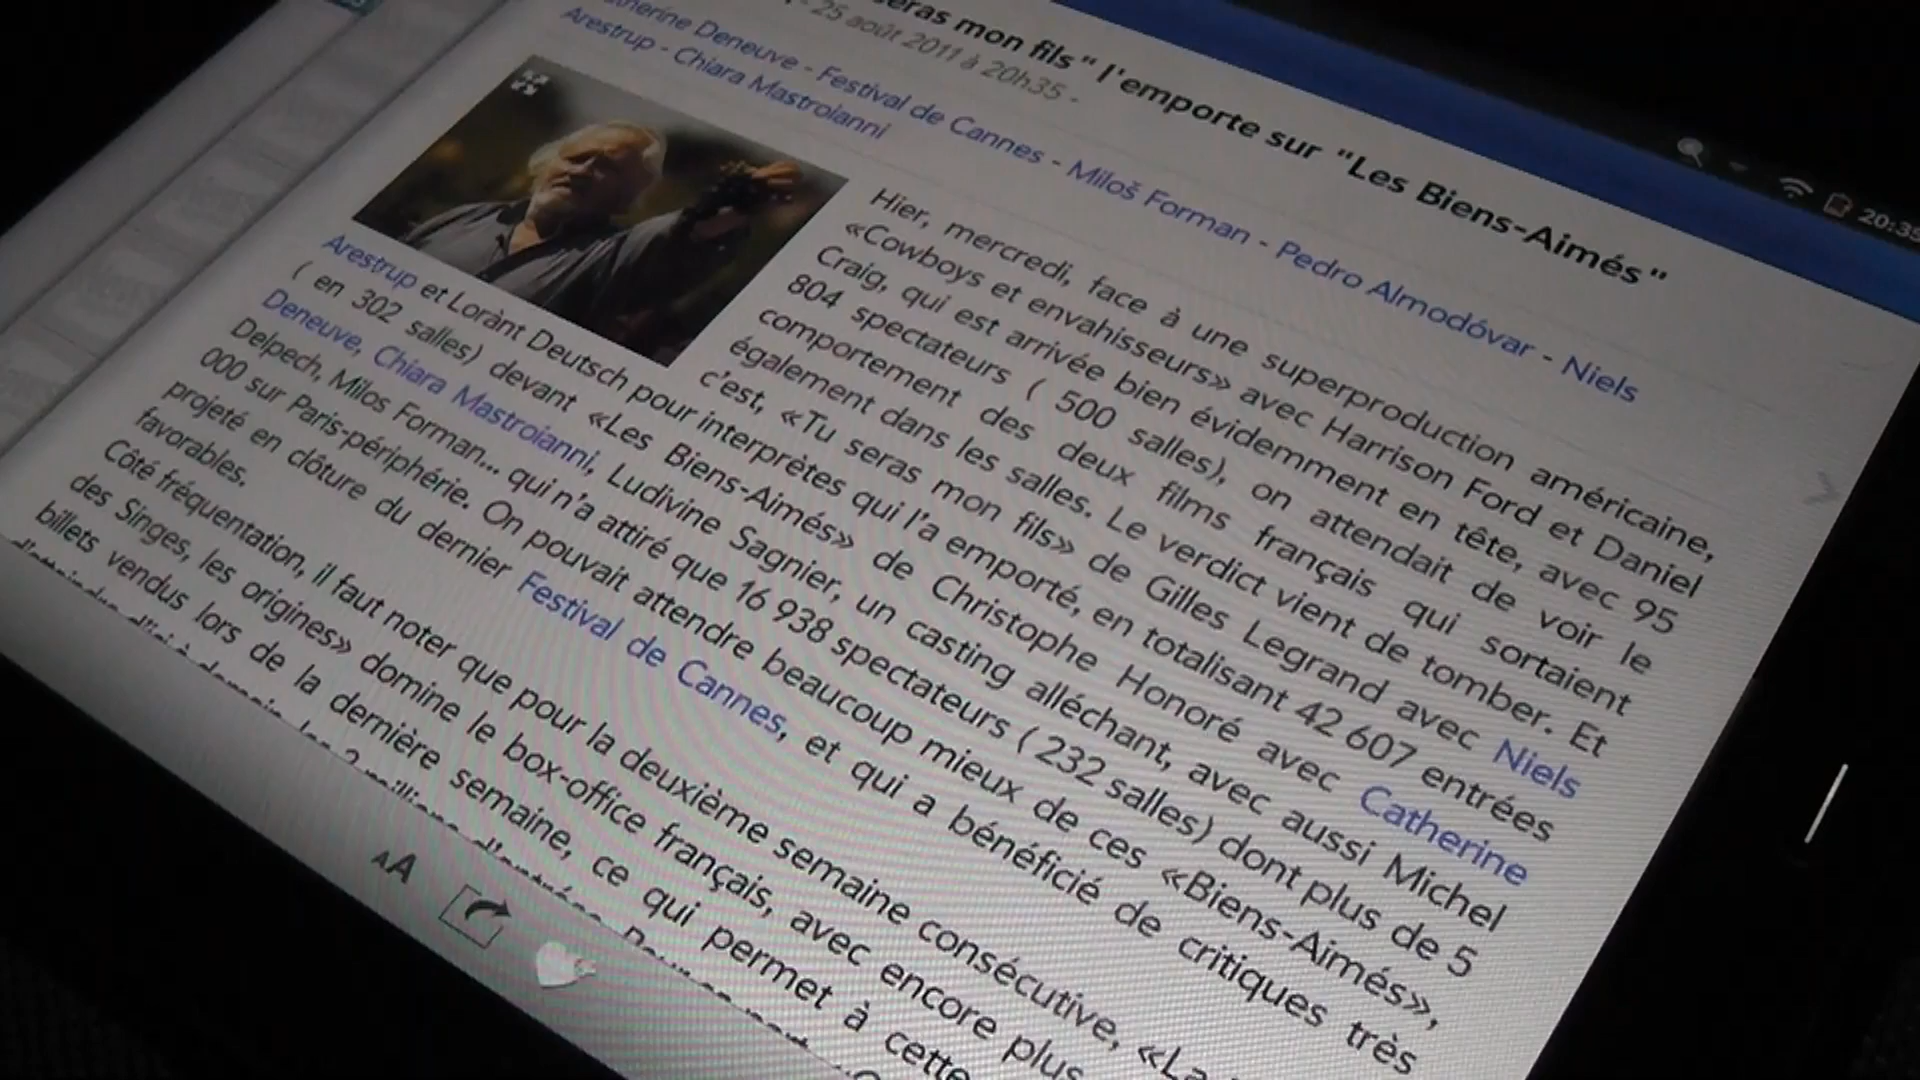 seras mon fils" l'emporte sur "Les Biens-Aimés"
25 août 2011 à 20h35 -
Catherine Deneuve - Festival de Cannes - Miloš Forman - Pedro Almodóvar - Niels
Arestrup - Chiara Mastroianni
20:35
Hier, mercredi, face à une superproduction américaine,
«Cowboys et envahisseurs» avec Harrison Ford et Daniel
Craig, qui est arrivée bien évidemment en tête, avec 95
804 spectateurs ( 500 salles), on attendait de voir le
comportement des deux films français qui sortaient
également dans les salles. Le verdict vient de tomber. Et
c'est, «Tu seras mon fils» de Gilles Legrand avec Niels
Arestrup et Lorànt Deutsch pour interprètes qui l'a emporté, en totalisant 42 607 entrées
( en 302 salles) devant «Les Biens-Aimés» de Christophe Honoré avec Catherine
Deneuve, Chiara Mastroianni, Ludivine Sagnier, un casting alléchant, avec aussi Michel
Delpech, Milos Forman... qui n'a attiré que 16 938 spectateurs ( 232 salles) dont plus de 5
000 sur Paris-périphérie. On pouvait attendre beaucoup mieux de ces «Biens-Aimés»,
projeté en clôture du dernier Festival de Cannes, et qui a bénéficié de critiques très
favorables.
Côté fréquentation, il faut noter que pour la deuxième semaine consécutive, «La
des Singes, les origines» domine le box-office français, avec encore plus
billets vendus lors de la dernière semaine, ce qui permet à cette
AA